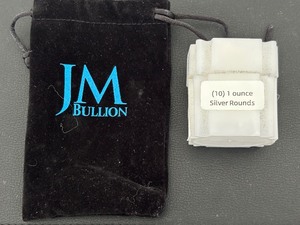 JM
BULLION
(10) 1 ounce
Silver Rounds